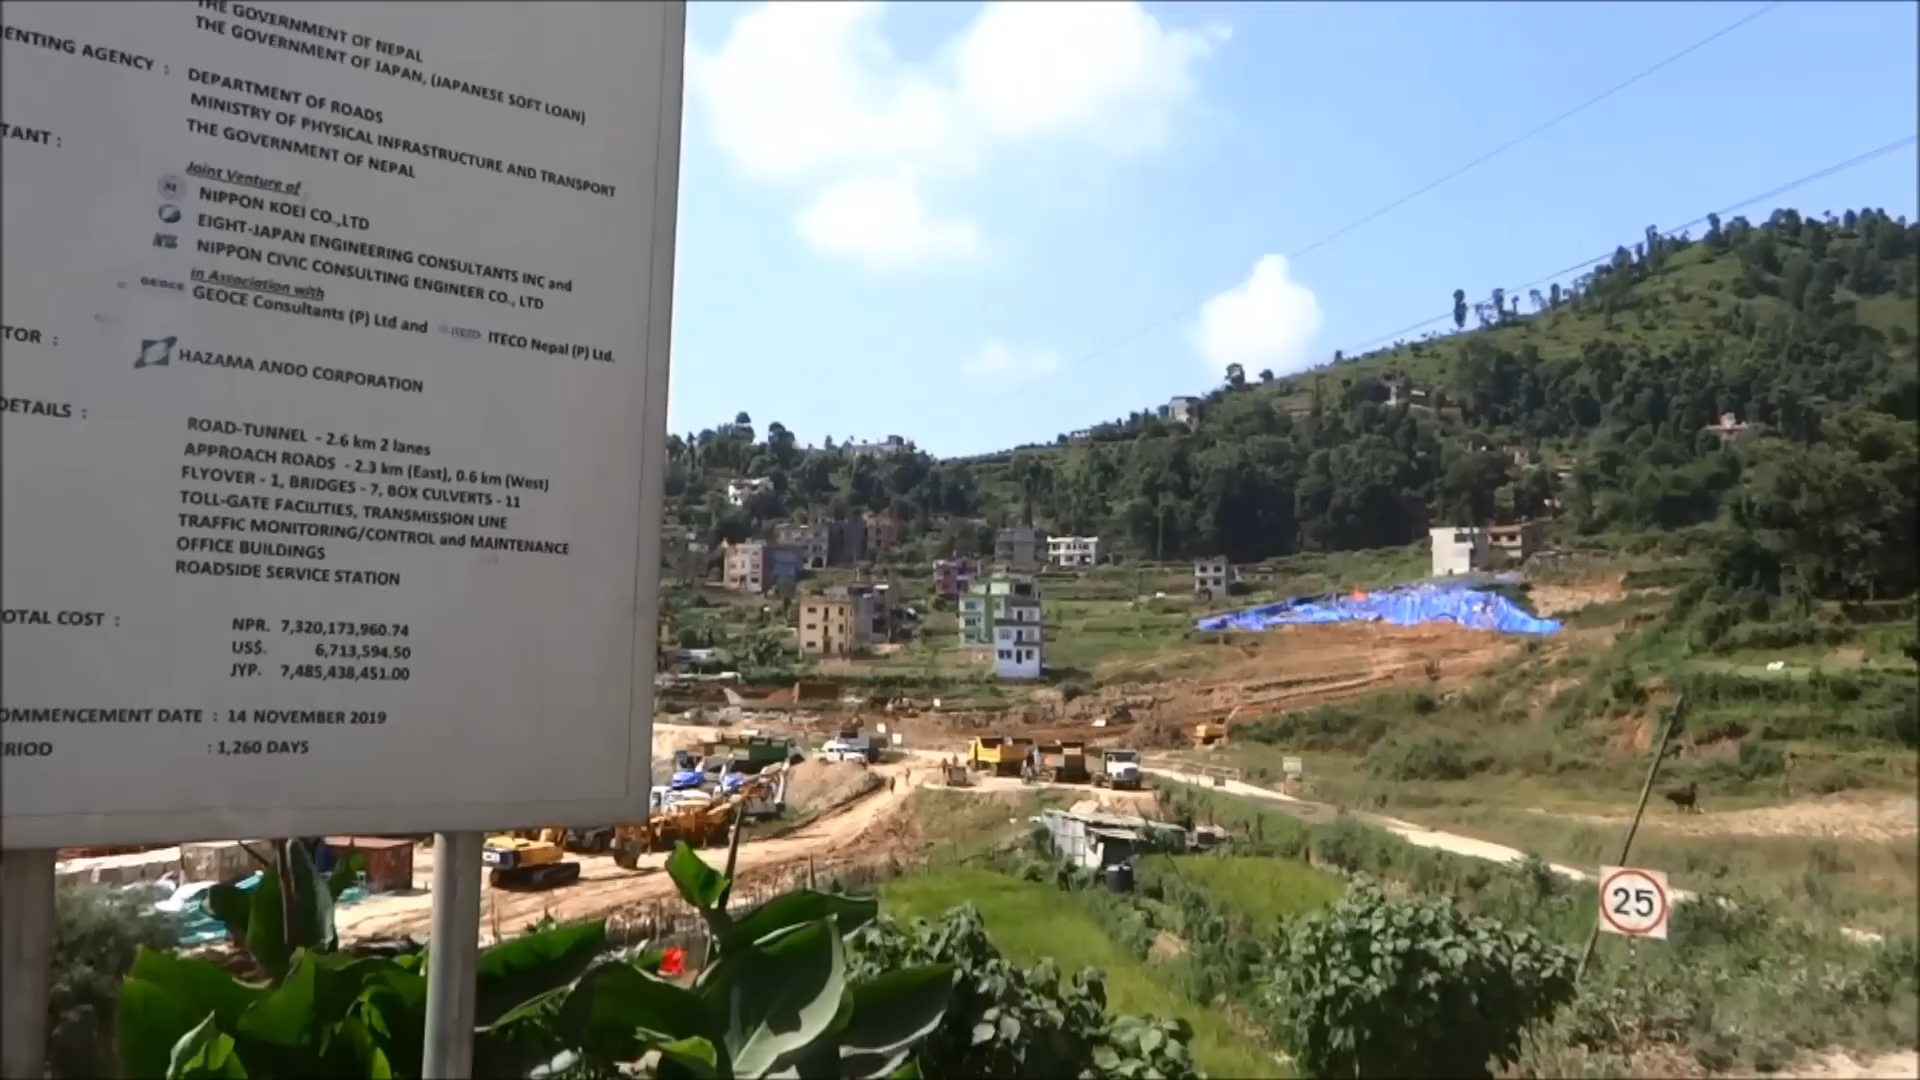 THE GOVERNMENT OF NEPAL
THE GOVERNMENT OF JAPAN, (JAPANESE SOFT LOAN)
ENTING AGENCY : DEPARTMENT OF ROADS
MINISTRY OF PHYSICAL INFRASTRUCTURE AND TRANSPORT
THE GOVERNMENT OF NEPAL
TANT :
Joint Venture of
NIPPON KOEI CO.,LTD
EIGHT-JAPAN ENGINEERING CONSULTANTS INC and
NIPPON CIVIC CONSULTING ENGINEER CO., LTD
in Association with
GEOCE GEOCE Consultants (P) Ltd and ITECO Nepal (P) Ltd.
TOR : HAZAMA ANDO CORPORATION
DETAILS : ROAD-TUNNEL - 2.6 km 2 lanes
APPROACH ROADS - 2.3 km (East), 0.6 km (West)
FLYOVER - 1, BRIDGES - 7, BOX CULVERTS - 11
TOLL-GATE FACILITIES, TRANSMISSION LINE
TRAFFIC MONITORING/CONTROL and MAINTENANCE
OFFICE BUILDINGS
ROADSIDE SERVICE STATION
OTAL COST : NPR. 7,320,173,960.74
US$. 6,713,594.50
JYP. 7,485,438,451.00
OMMENCEMENT DATE : 14 NOVEMBER 2019
RIOD : 1,260 DAYS
25